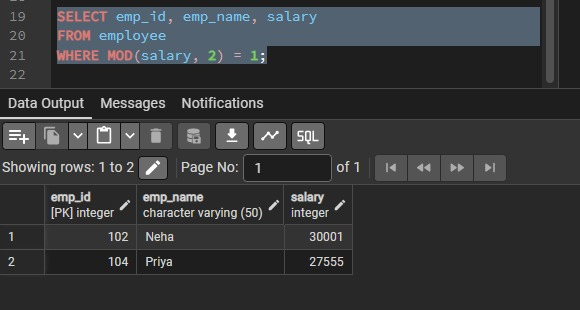 19 SELECT emp_id, emp_name, salary
20 FROM employee
21 WHERE MOD(salary, 2) = 1;
22
Data Output Messages Notifications
SQL
Showing rows: 1 to 2 Page No: 1 of 1
emp_id emp_name salary
[PK] integer character varying (50) integer
1 102 Neha 30001
2 104 Priya 27555